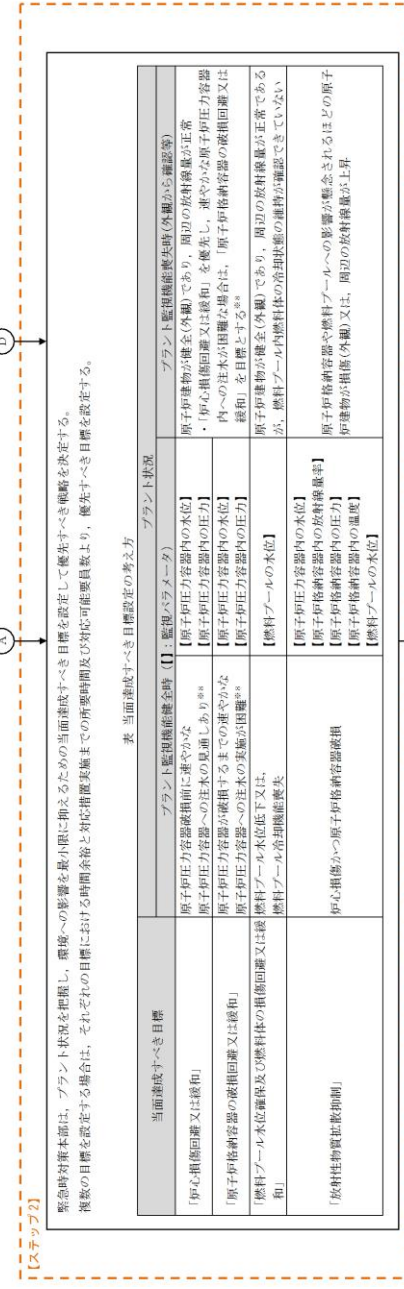 【ステップ2】
A
D
緊急時対策本部は，プラント状況を把握し，環境への影響を最小限に抑えるための当面達成すべき目標を設定して優先すべき戦略を決定する。
複数の目標を設定する場合は，それぞれの目標における時間余裕と対応措置実施までの所要時間及び対応可能要員数より，優先すべき目標を設定する。
表 当面達成すべき目標設定の考え方
当面達成すべき目標
プラント状況
プラント監視機能健全時（【】：監視パラメータ）
プラント監視機能喪失時(外観から確認等)
「炉心損傷回避又は緩和」
原子炉圧力容器破損前に速やかな
原子炉圧力容器への注水の見通しあり※8
【原子炉圧力容器内の水位】
【原子炉圧力容器内の圧力】
原子炉建物が健全(外観)であり，周辺の放射線量が正常
・「炉心損傷回避又は緩和」を優先し，速やかな原子炉圧力容器
内への注水が困難な場合は，「原子炉格納容器の破損回避又は
緩和」を目標とする※8
「原子炉格納容器の破損回避又は緩和」
原子炉圧力容器が破損するまでの速やかな
原子炉圧力容器への注水の実施が困難※8
【原子炉圧力容器内の水位】
【原子炉圧力容器内の圧力】
「燃料プール水位確保及び燃料体の損傷回避又は緩
和」
燃料プール水位低下又は，
燃料プール冷却機能喪失
【燃料プールの水位】
原子炉建物が健全(外観)であり，周辺の放射線量が正常である
が，燃料プール内燃料体の冷却状態の維持が確認できていない
「放射性物質拡散抑制」
炉心損傷かつ原子炉格納容器破損
【原子炉圧力容器内の水位】
【原子炉格納容器内の放射線量率】
【原子炉格納容器内の圧力】
【原子炉格納容器内の温度】
【燃料プールの水位】
原子炉格納容器や燃料プールへの影響が懸念されるほどの原子
炉建物が損傷(外観)又は，周辺の放射線量が上昇